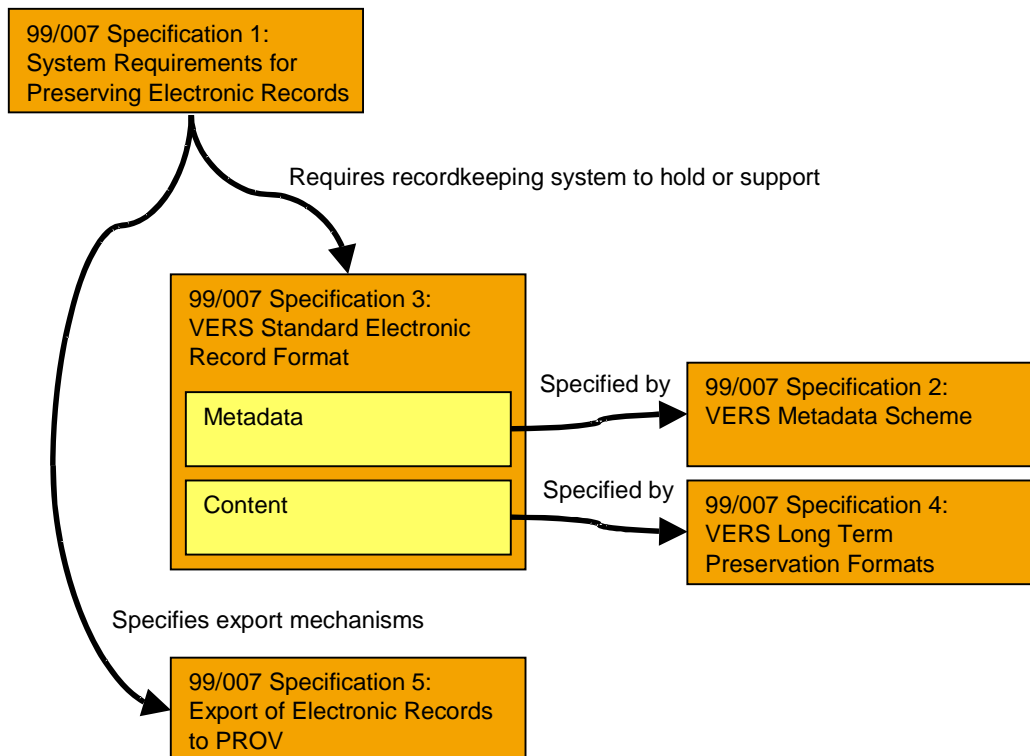 99/007 Specification 1:
System Requirements for
Preserving Electronic Records
Requires recordkeeping system to hold or support
99/007 Specification 3:
VERS Standard Electronic
Record Format
Metadata
Specified by
99/007 Specification 2:
VERS Metadata Scheme
Content
Specified by
99/007 Specification 4:
VERS Long Term
Preservation Formats
Specifies export mechanisms
99/007 Specification 5:
Export of Electronic Records
to PROV